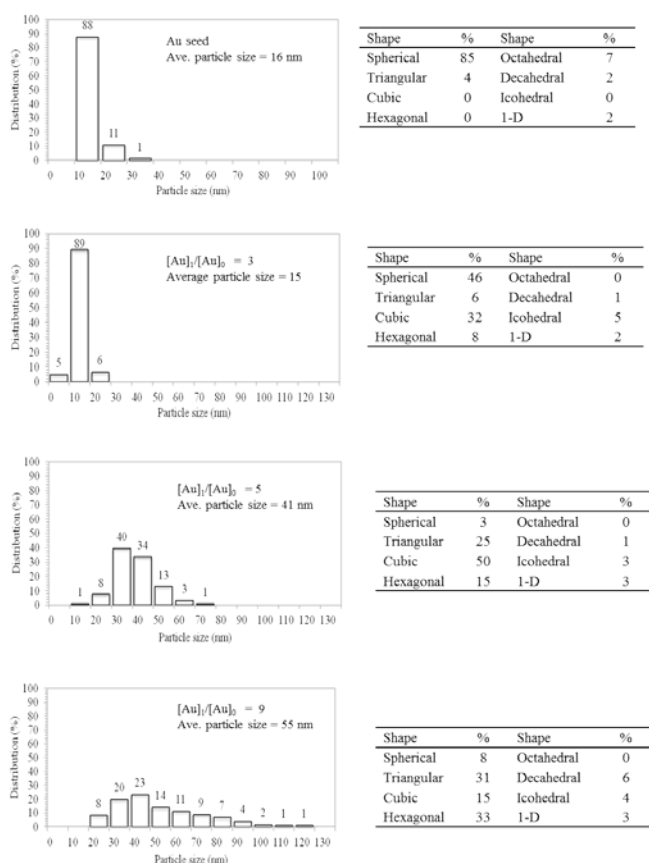 100
90
80
70
60
50
40
30
20
10
0
Distribution (%)
88
11
1
Au seed
Ave. particle size = 16 nm
0 10 20 30 40 50 60 70 80 90 100
Particle size (nm)
Shape % Shape %
Spherical 85 Octahedral 7
Triangular 4 Decahedral 2
Cubic 0 Icohedral 0
Hexagonal 0 1-D 2
100
90
80
70
60
50
40
30
20
10
0
Distribution (%)
5
89
6
[Au]1/[Au]0 = 3
Average particle size = 15
0 10 20 30 40 50 60 70 80 90 100 110 120 130
Particle size (nm)
Shape % Shape %
Spherical 46 Octahedral 0
Triangular 6 Decahedral 1
Cubic 32 Icohedral 5
Hexagonal 8 1-D 2
100
90
80
70
60
50
40
30
20
10
0
Distribution (%)
1 8 40 34 13 3 1
[Au]1/[Au]0 = 5
Ave. particle size = 41 nm
0 10 20 30 40 50 60 70 80 90 100 110 120 130
Particle size (nm)
Shape % Shape %
Spherical 3 Octahedral 0
Triangular 25 Decahedral 1
Cubic 50 Icohedral 3
Hexagonal 15 1-D 3
100
90
80
70
60
50
40
30
20
10
0
Distribution (%)
8 20 23 14 11 9 7 4 2 1 1
[Au]1/[Au]0 = 9
Ave. particle size = 55 nm
0 10 20 30 40 50 60 70 80 90 100 110 120 130
Particle size (nm)
Shape % Shape %
Spherical 8 Octahedral 0
Triangular 31 Decahedral 6
Cubic 15 Icohedral 4
Hexagonal 33 1-D 3